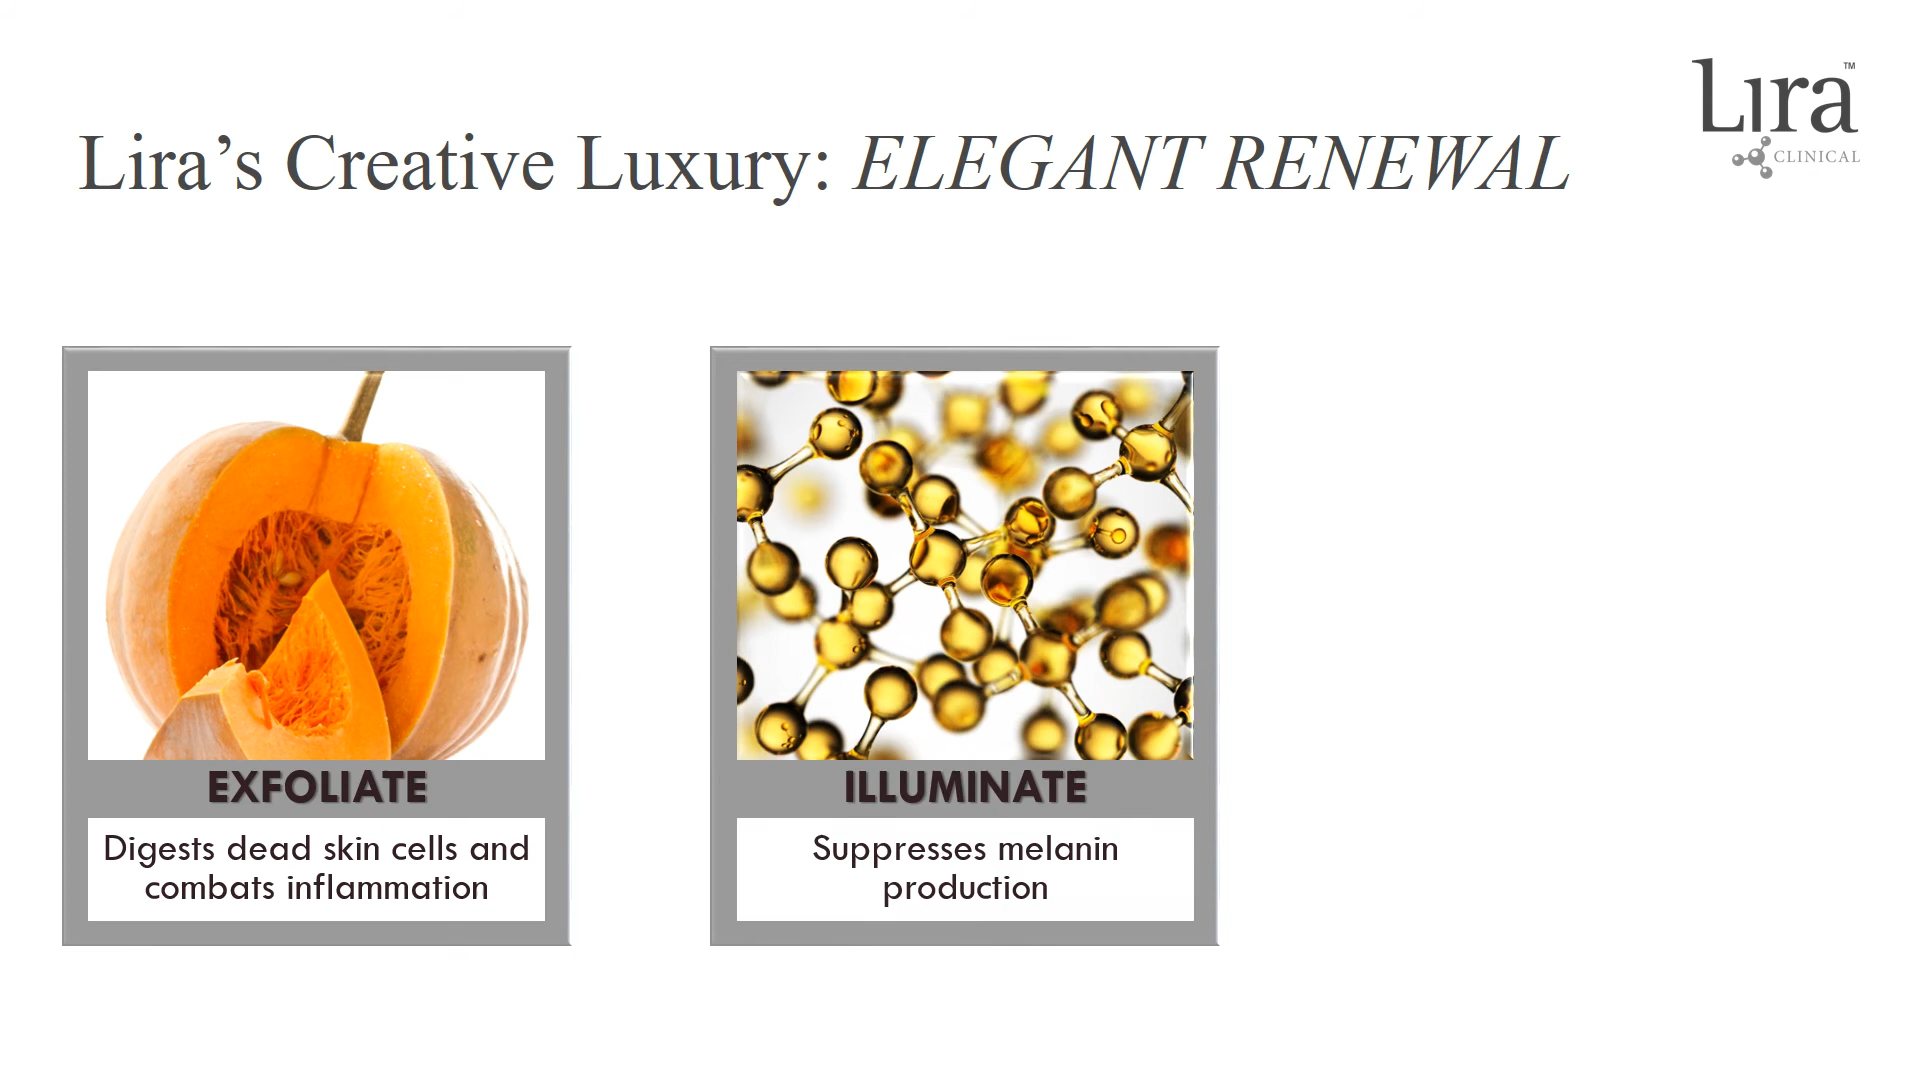 Lira™
CLINICAL
Lira’s Creative Luxury: ELEGANT RENEWAL
EXFOLIATE
Digests dead skin cells and
combats inflammation
ILLUMINATE
Suppresses melanin
production